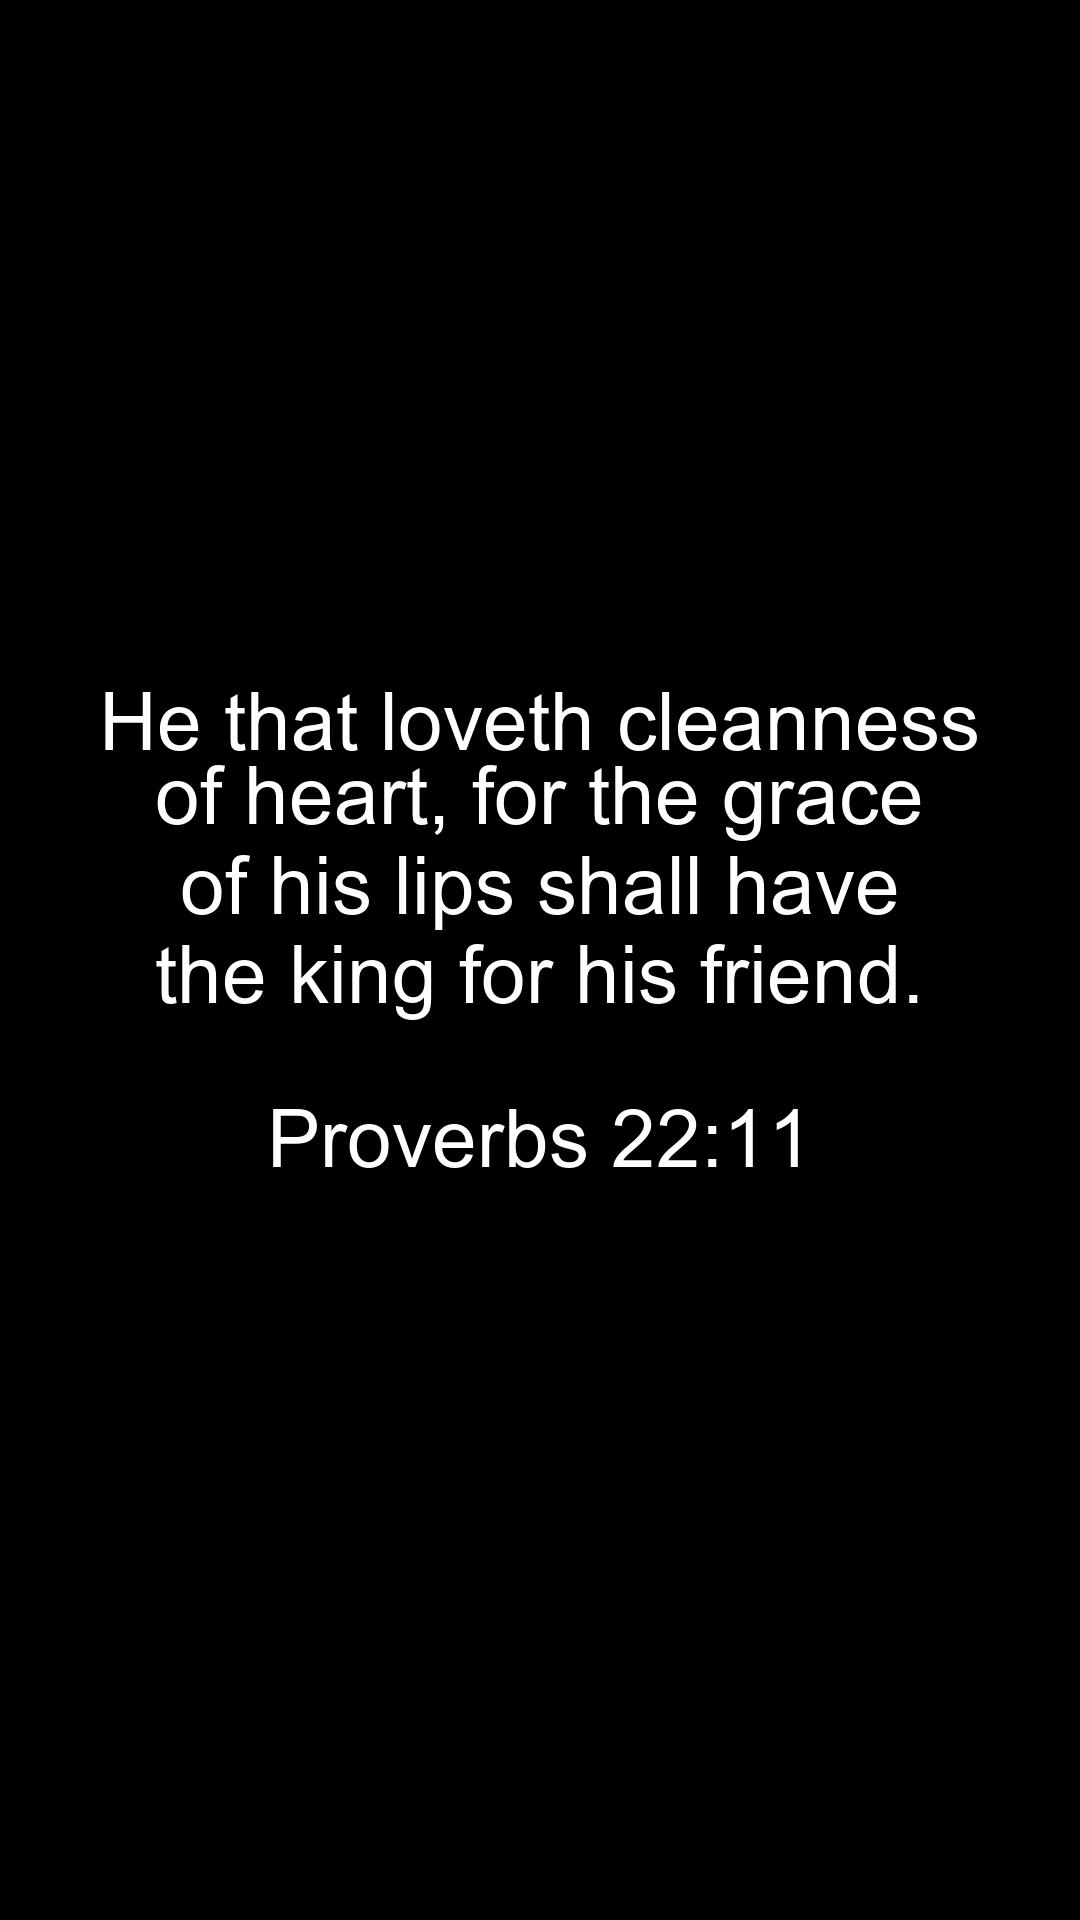 He that loveth cleanness
of heart, for the grace
of his lips shall have
the king for his friend.
Proverbs 22:11